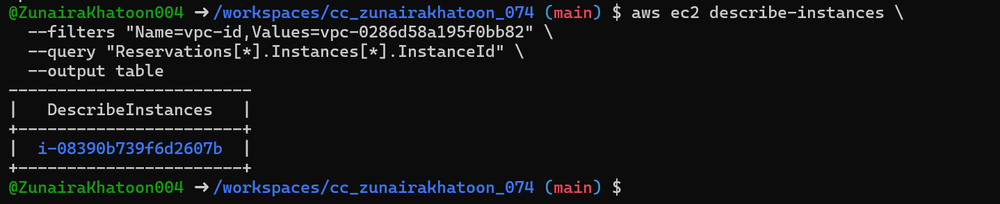 @ZunairaKhatoon004 ➜ /workspaces/cc_zunairakhatoon_074 (main) $ aws ec2 describe-instances \
  --filters "Name=vpc-id,Values=vpc-0286d58a195f0bb82" \
  --query "Reservations[*].Instances[*].InstanceId" \
  --output table
-------------------------
|   DescribeInstances   |
+-----------------------+
|  i-08390b739f6d2607b  |
+-----------------------+
@ZunairaKhatoon004 ➜ /workspaces/cc_zunairakhatoon_074 (main) $